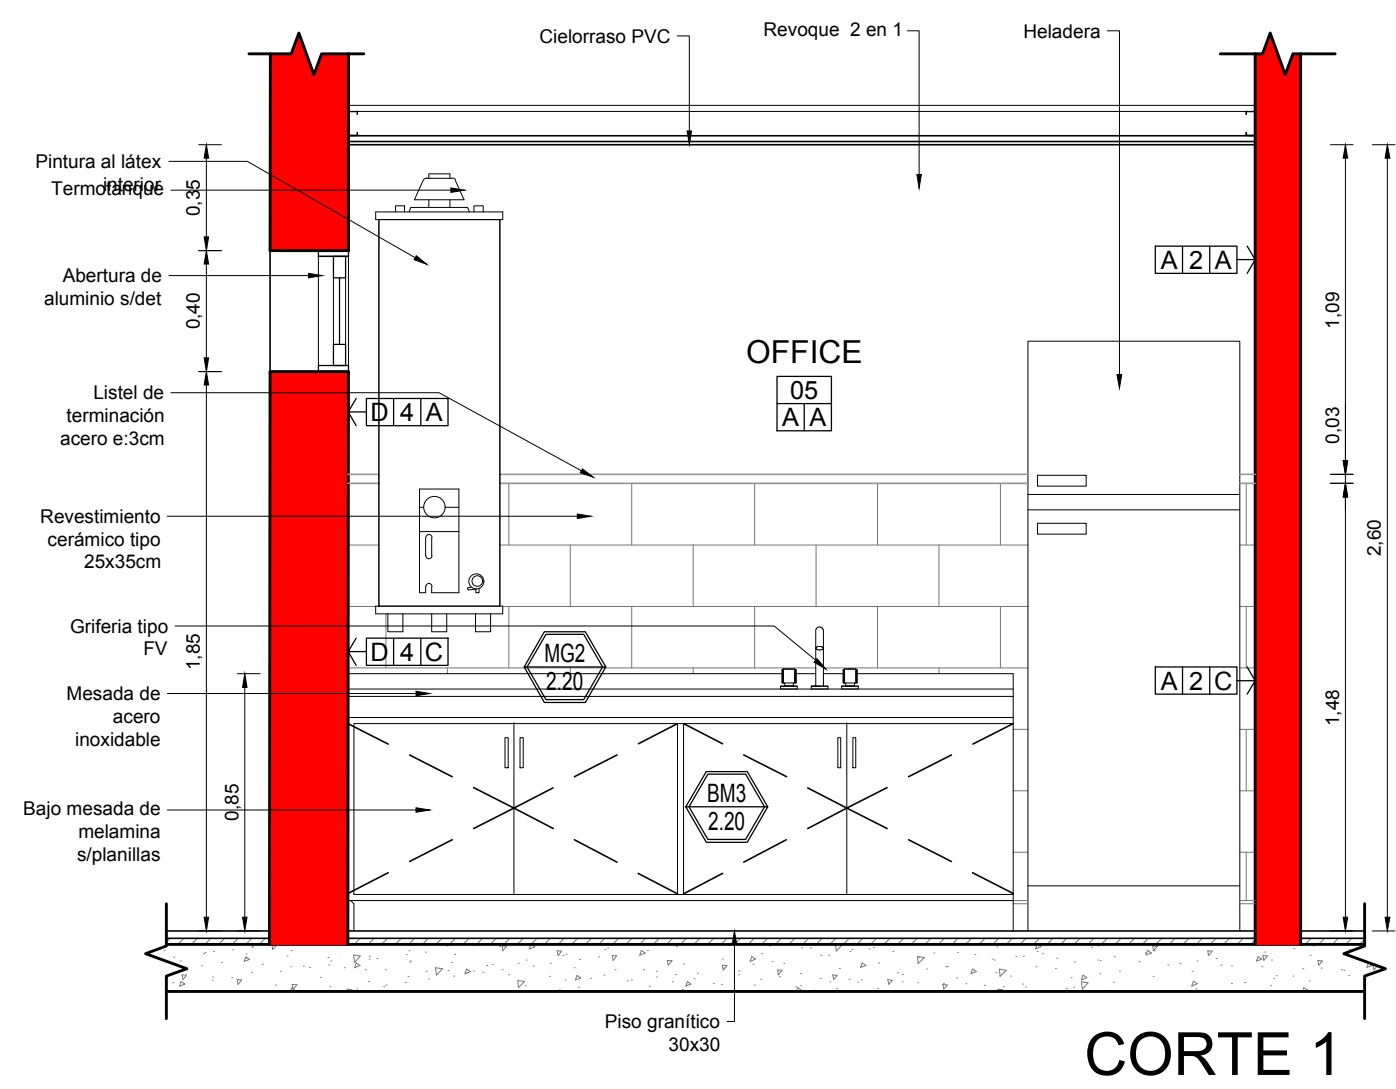 Cielorraso PVC
Revoque  2 en 1
Heladera
Pintura al látex
interior
Termotanque
0,35
Abertura de
aluminio s/det
0,40
A 2 A
1,09
OFFICE
05
A A
Listel de
terminación
acero e:3cm
D 4 A
0,03
Revestimiento
cerámico tipo
25x35cm
2,60
Griferia tipo
FV
1,85
D 4 C
MG2
2.20
A 2 C
1,48
Mesada de
acero
inoxidable
Bajo mesada de
melamina
s/planillas
0,85
BM3
2.20
Piso granítico
30x30
CORTE 1